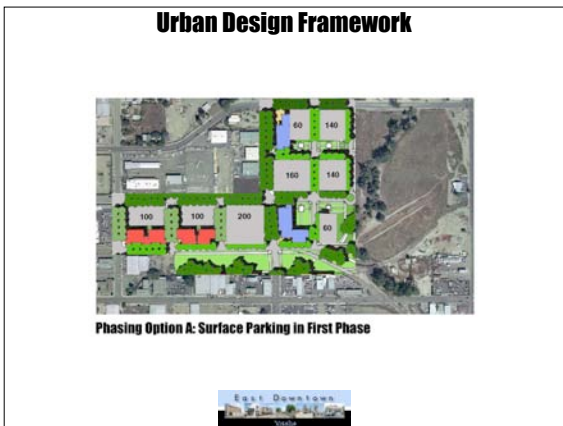 Urban Design Framework
60 140
160 140
100 100 200 60
Phasing Option A: Surface Parking in First Phase
East Downtown
Visalia